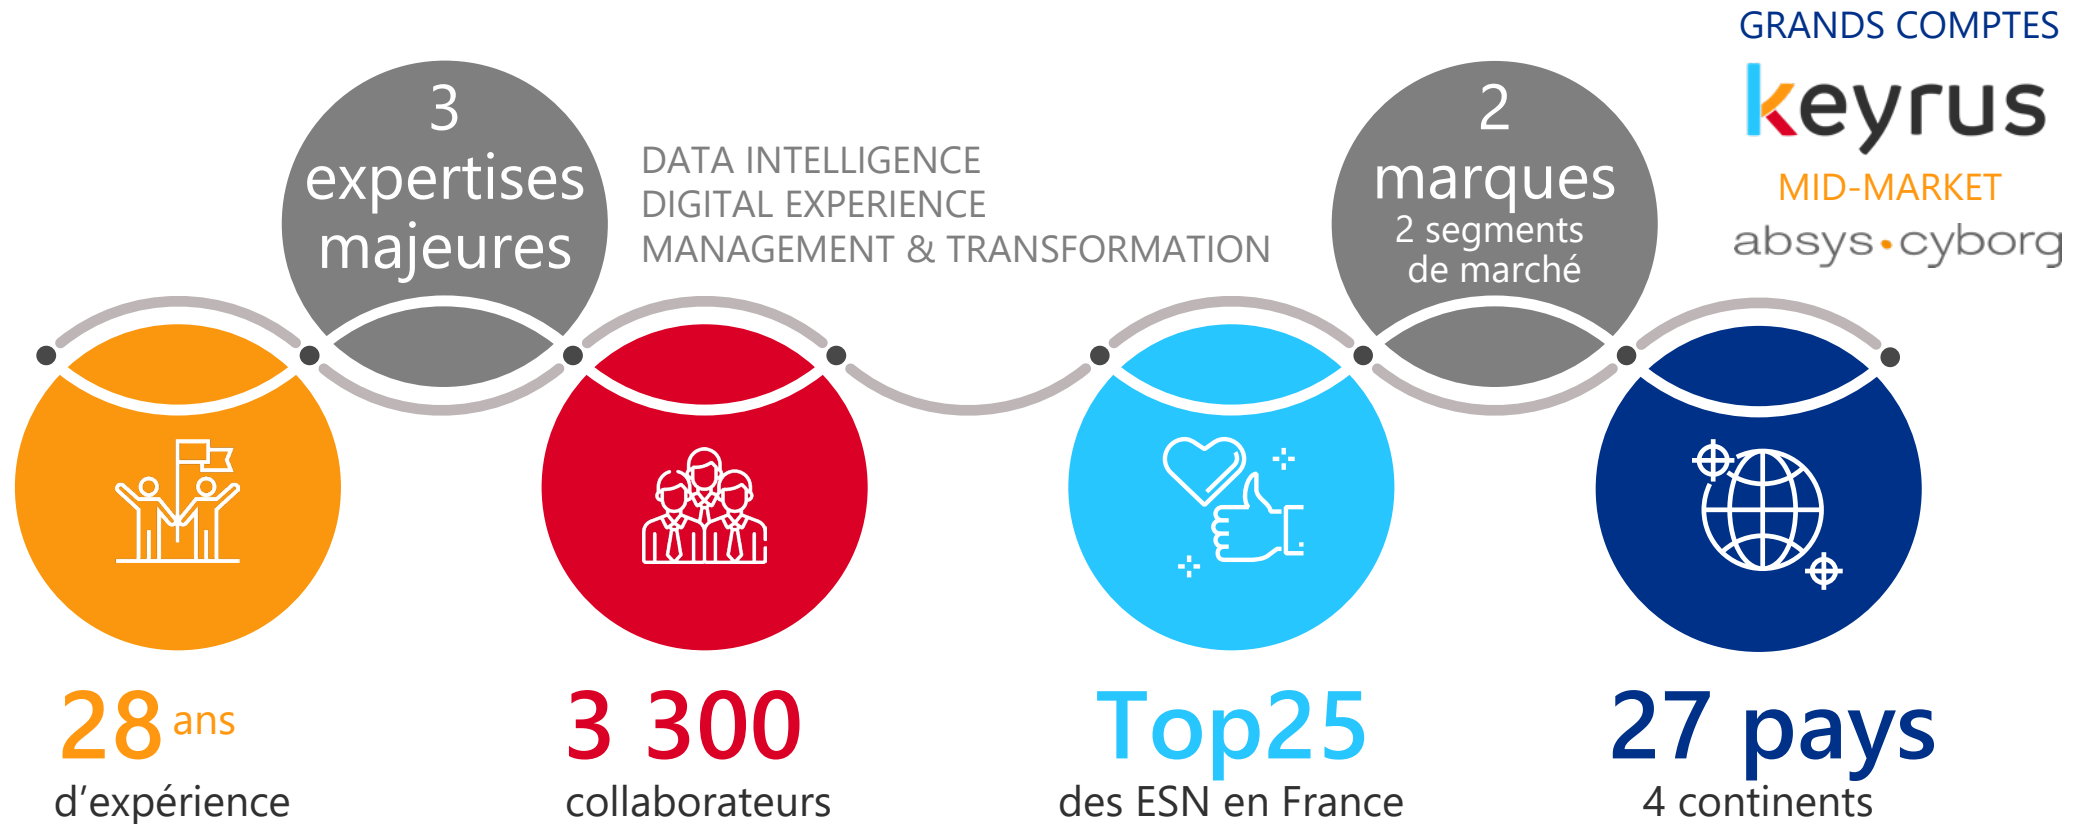 3
expertises
majeures
DATA INTELLIGENCE
DIGITAL EXPERIENCE
MANAGEMENT & TRANSFORMATION
2
marques
2 segments
de marché
GRANDS COMPTES
keyrus
MID-MARKET
absys•cyborg
28 ans
d’expérience
3 300
collaborateurs
Top25
des ESN en France
27 pays
4 continents